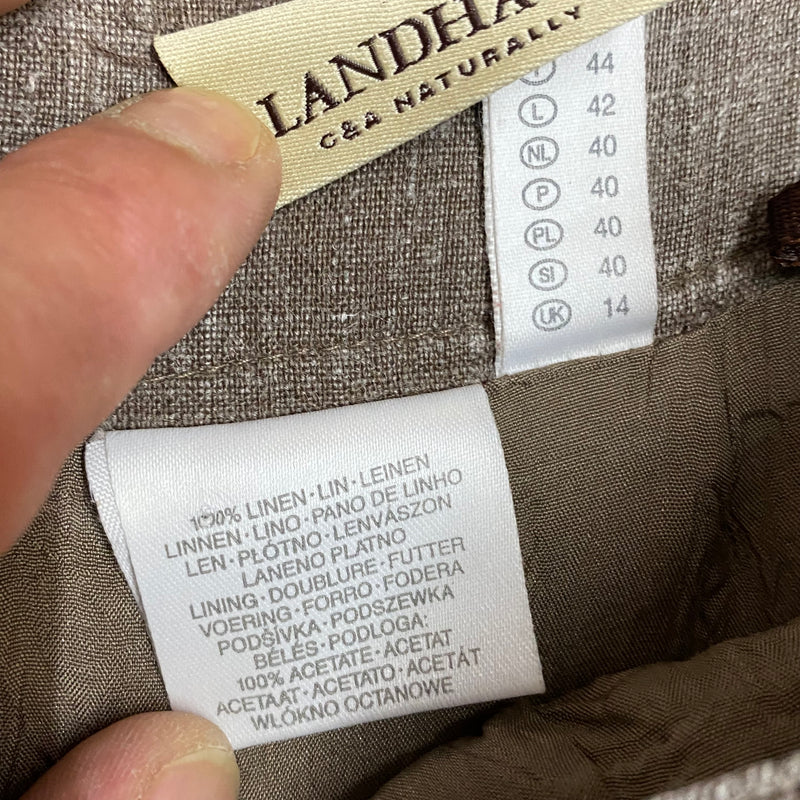 LANDHA
C&A NATURALLY
44
L 42
NL 40
P 40
PL 40
SI 40
UK 14
100% LINEN·LIN·LEINEN
LINNEN·LINO·PANO DE LINHO
LEN·PŁÓTNO·LENVÁSZON
LANENO PLATNO
LINING·DOUBLURE·FUTTER
VOERING·FORRO·FODERA
PODŠÍVKA·PODSZEWKA
BÉLÉS·PODLOGA:
100% ACETATE·ACETAT
ACETAAT·ACETATO·ACETÁT
WŁÓKNO OCTANOWE